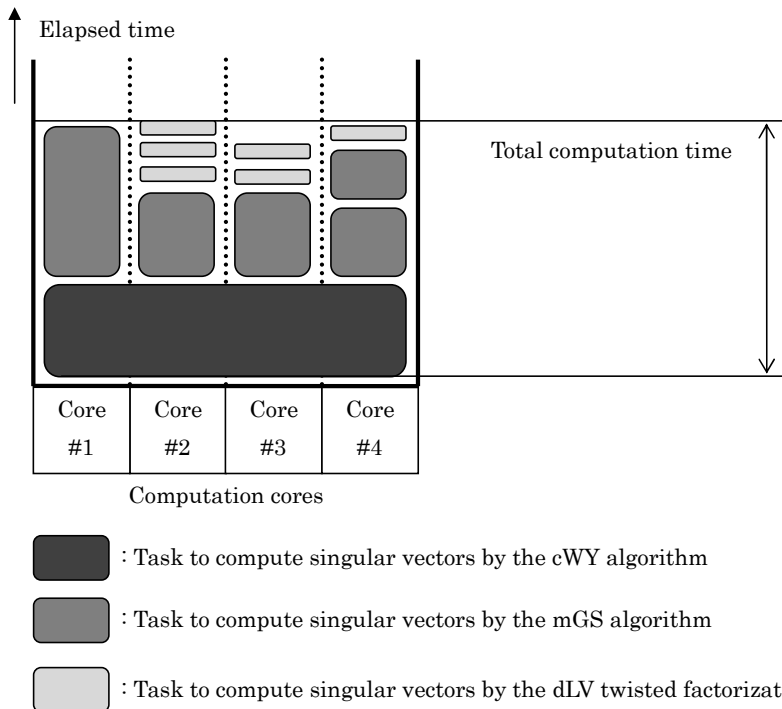 Elapsed time
Total computation time
Core Core Core Core
#1 #2 #3 #4
Computation cores
: Task to compute singular vectors by the cWY algorithm
: Task to compute singular vectors by the mGS algorithm
: Task to compute singular vectors by the dLV twisted factorizat